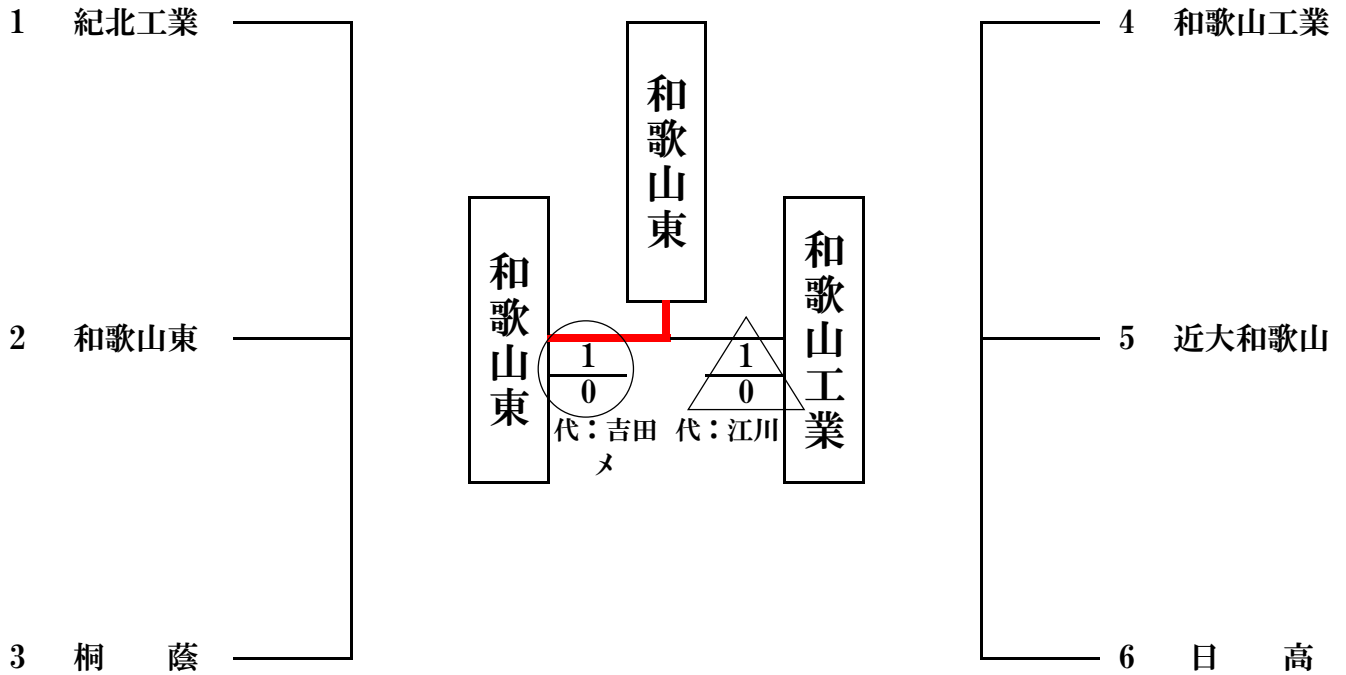 1 紀北工業
2 和歌山東
3 桐 蔭
和歌山東
和歌山東
和歌山工業
1
0
代：吉田
メ
1
0
代：江川
4 和歌山工業
5 近大和歌山
6 日 高